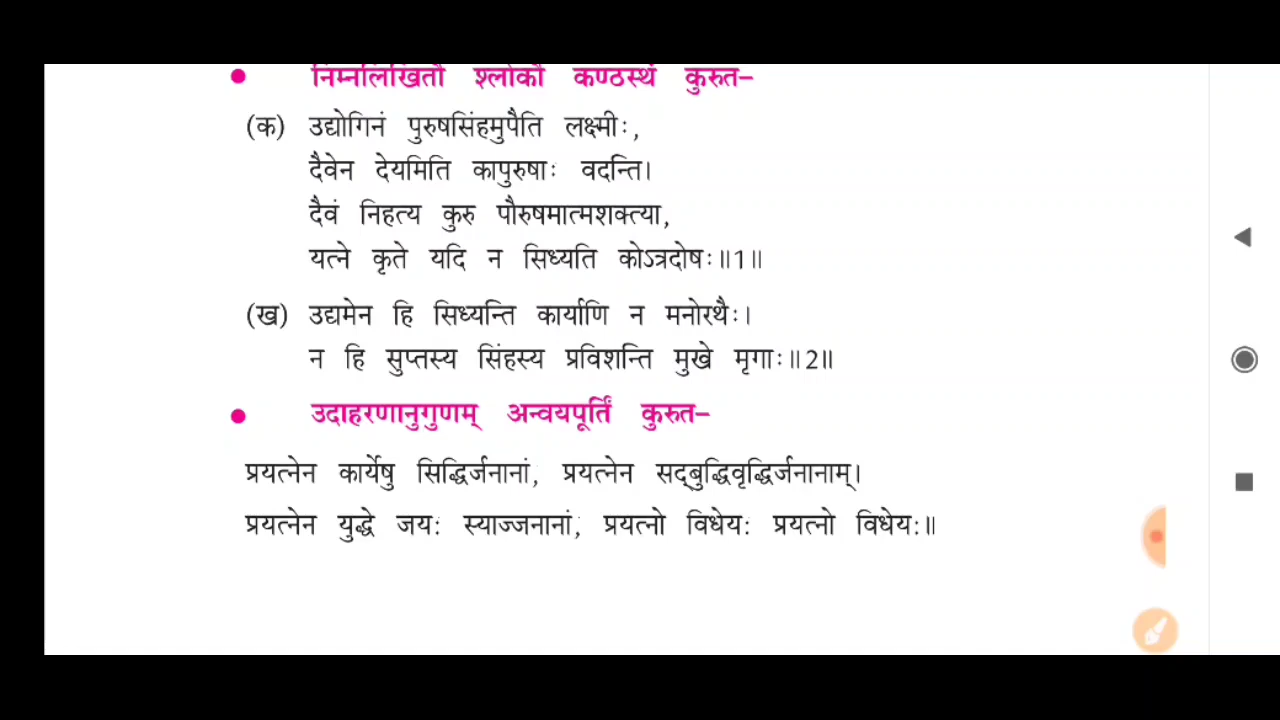 • निम्नलिखितौ श्लोकौ कण्ठस्थं कुरुत–
(क) उद्योगिनं पुरुषसिंहमुपैति लक्ष्मीः,
दैवेन देयमिति कापुरुषाः वदन्ति।
दैवं निहत्य कुरु पौरुषमात्मशक्त्या,
यत्ने कृते यदि न सिध्यति कोऽत्रदोषः॥1॥
(ख) उद्यमेन हि सिध्यन्ति कार्याणि न मनोरथैः।
न हि सुप्तस्य सिंहस्य प्रविशन्ति मुखे मृगाः॥2॥
• उदाहरणानुगुणम् अन्वयपूर्तिं कुरुत–
प्रयत्नेन कार्येषु सिद्धिर्जनानां, प्रयत्नेन सद्बुद्धिवृद्धिर्जनानाम्।
प्रयत्नेन युद्धे जयः स्याज्जनानां, प्रयत्नो विधेयः प्रयत्नो विधेयः॥